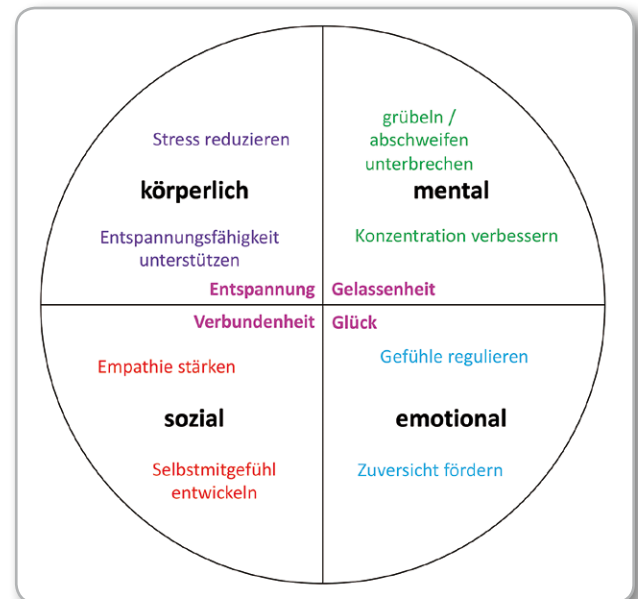 Stress reduzieren
körperlich
Entspannungsfähigkeit
unterstützen
Entspannung
grübeln /
abschweifen
unterbrechen
mental
Konzentration verbessern
Gelassenheit
Verbundenheit
Empathie stärken
sozial
Selbstmitgefühl
entwickeln
Glück
Gefühle regulieren
emotional
Zuversicht fördern